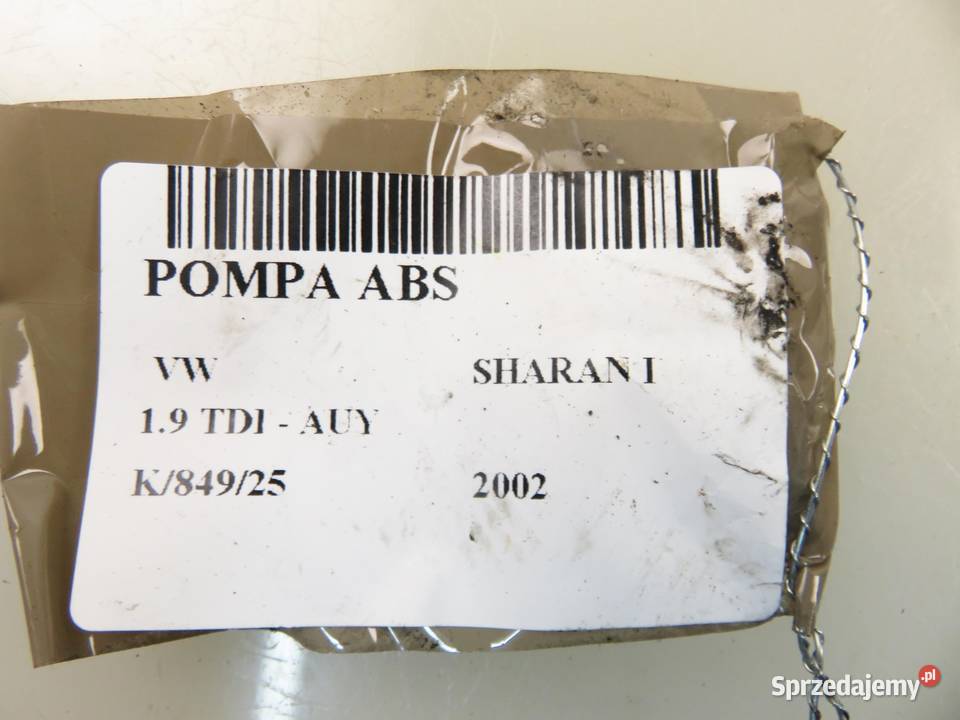 POMPA ABS
VW SHARAN I
1.9 TDI - AUY
K/849/25 2002
Sprzedajemy.pl